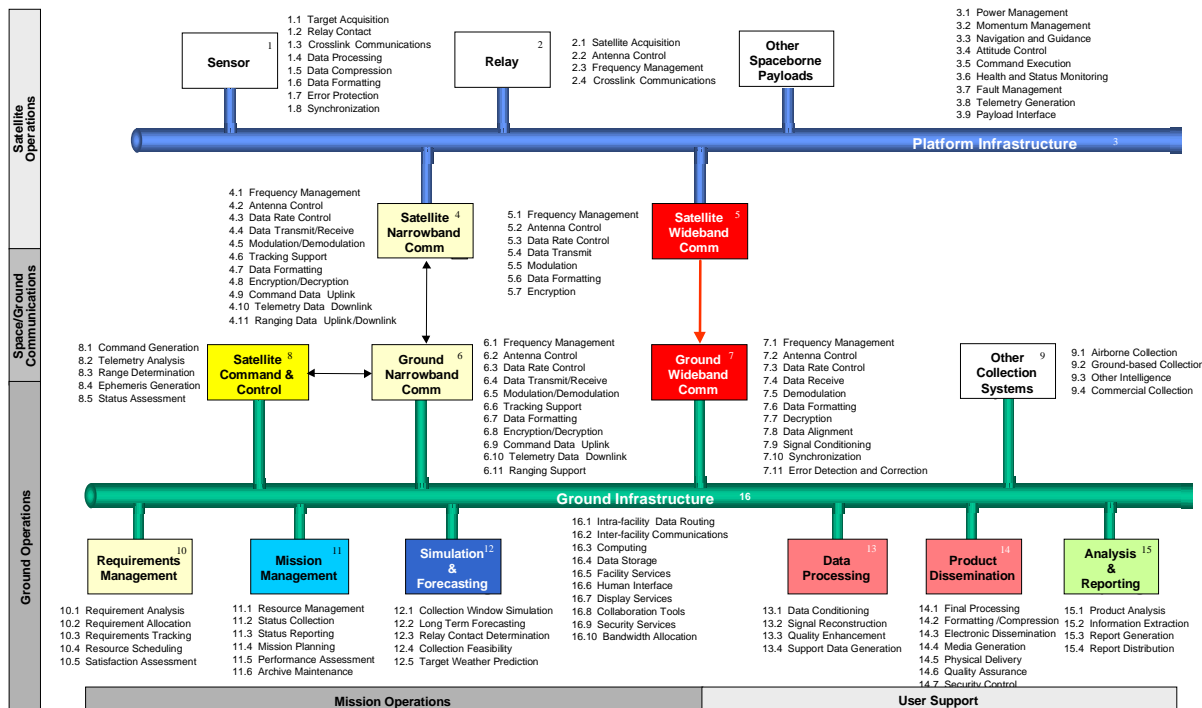 Satellite
Operations
Space/Ground
Communications
Ground Operations
Sensor
1
1.1 Target Acquisition
1.2 Relay Contact
1.3 Crosslink Communications
1.4 Data Processing
1.5 Data Compression
1.6 Data Formatting
1.7 Error Protection
1.8 Synchronization
Relay
2
2.1 Satellite Acquisition
2.2 Antenna Control
2.3 Frequency Management
2.4 Crosslink Communications
Other
Spaceborne
Payloads
3.1 Power Management
3.2 Momentum Management
3.3 Navigation and Guidance
3.4 Attitude Control
3.5 Command Execution
3.6 Health and Status Monitoring
3.7 Fault Management
3.8 Telemetry Generation
3.9 Payload Interface
Platform Infrastructure 3
4.1 Frequency Management
4.2 Antenna Control
4.3 Data Rate Control
4.4 Data Transmit/Receive
4.5 Modulation/Demodulation
4.6 Tracking Support
4.7 Data Formatting
4.8 Encryption/Decryption
4.9 Command Data Uplink
4.10 Telemetry Data Downlink
4.11 Ranging Data Uplink/Downlink
Satellite 4
Narrowband
Comm
5.1 Frequency Management
5.2 Antenna Control
5.3 Data Rate Control
5.4 Data Transmit
5.5 Modulation
5.6 Data Formatting
5.7 Encryption
Satellite 5
Wideband
Comm
8.1 Command Generation
8.2 Telemetry Analysis
8.3 Range Determination
8.4 Ephemeris Generation
8.5 Status Assessment
Satellite 8
Command &
Control
Ground 6
Narrowband
Comm
6.1 Frequency Management
6.2 Antenna Control
6.3 Data Rate Control
6.4 Data Transmit/Receive
6.5 Modulation/Demodulation
6.6 Tracking Support
6.7 Data Formatting
6.8 Encryption/Decryption
6.9 Command Data Uplink
6.10 Telemetry Data Downlink
6.11 Ranging Support
Ground 7
Wideband
Comm
7.1 Frequency Management
7.2 Antenna Control
7.3 Data Rate Control
7.4 Data Receive
7.5 Demodulation
7.6 Data Formatting
7.7 Decryption
7.8 Data Alignment
7.9 Signal Conditioning
7.10 Synchronization
7.11 Error Detection and Correction
Other 9
Collection
Systems
9.1 Airborne Collection
9.2 Ground-based Collection
9.3 Other Intelligence
9.4 Commercial Collection
Ground Infrastructure 16
10
Requirements
Management
10.1 Requirement Analysis
10.2 Requirement Allocation
10.3 Requirements Tracking
10.4 Resource Scheduling
10.5 Satisfaction Assessment
11
Mission
Management
11.1 Resource Management
11.2 Status Collection
11.3 Status Reporting
11.4 Mission Planning
11.5 Performance Assessment
11.6 Archive Maintenance
Simulation 12
&
Forecasting
12.1 Collection Window Simulation
12.2 Long Term Forecasting
12.3 Relay Contact Determination
12.4 Collection Feasibility
12.5 Target Weather Prediction
16.1 Intra-facility Data Routing
16.2 Inter-facility Communications
16.3 Computing
16.4 Data Storage
16.5 Facility Services
16.6 Human Interface
16.7 Display Services
16.8 Collaboration Tools
16.9 Security Services
16.10 Bandwidth Allocation
13
Data
Processing
13.1 Data Conditioning
13.2 Signal Reconstruction
13.3 Quality Enhancement
13.4 Support Data Generation
14
Product
Dissemination
14.1 Final Processing
14.2 Formatting /Compression
14.3 Electronic Dissemination
14.4 Media Generation
14.5 Physical Delivery
14.6 Quality Assurance
14.7 Security Control
Analysis 15
&
Reporting
15.1 Product Analysis
15.2 Information Extraction
15.3 Report Generation
15.4 Report Distribution
Mission Operations
User Support